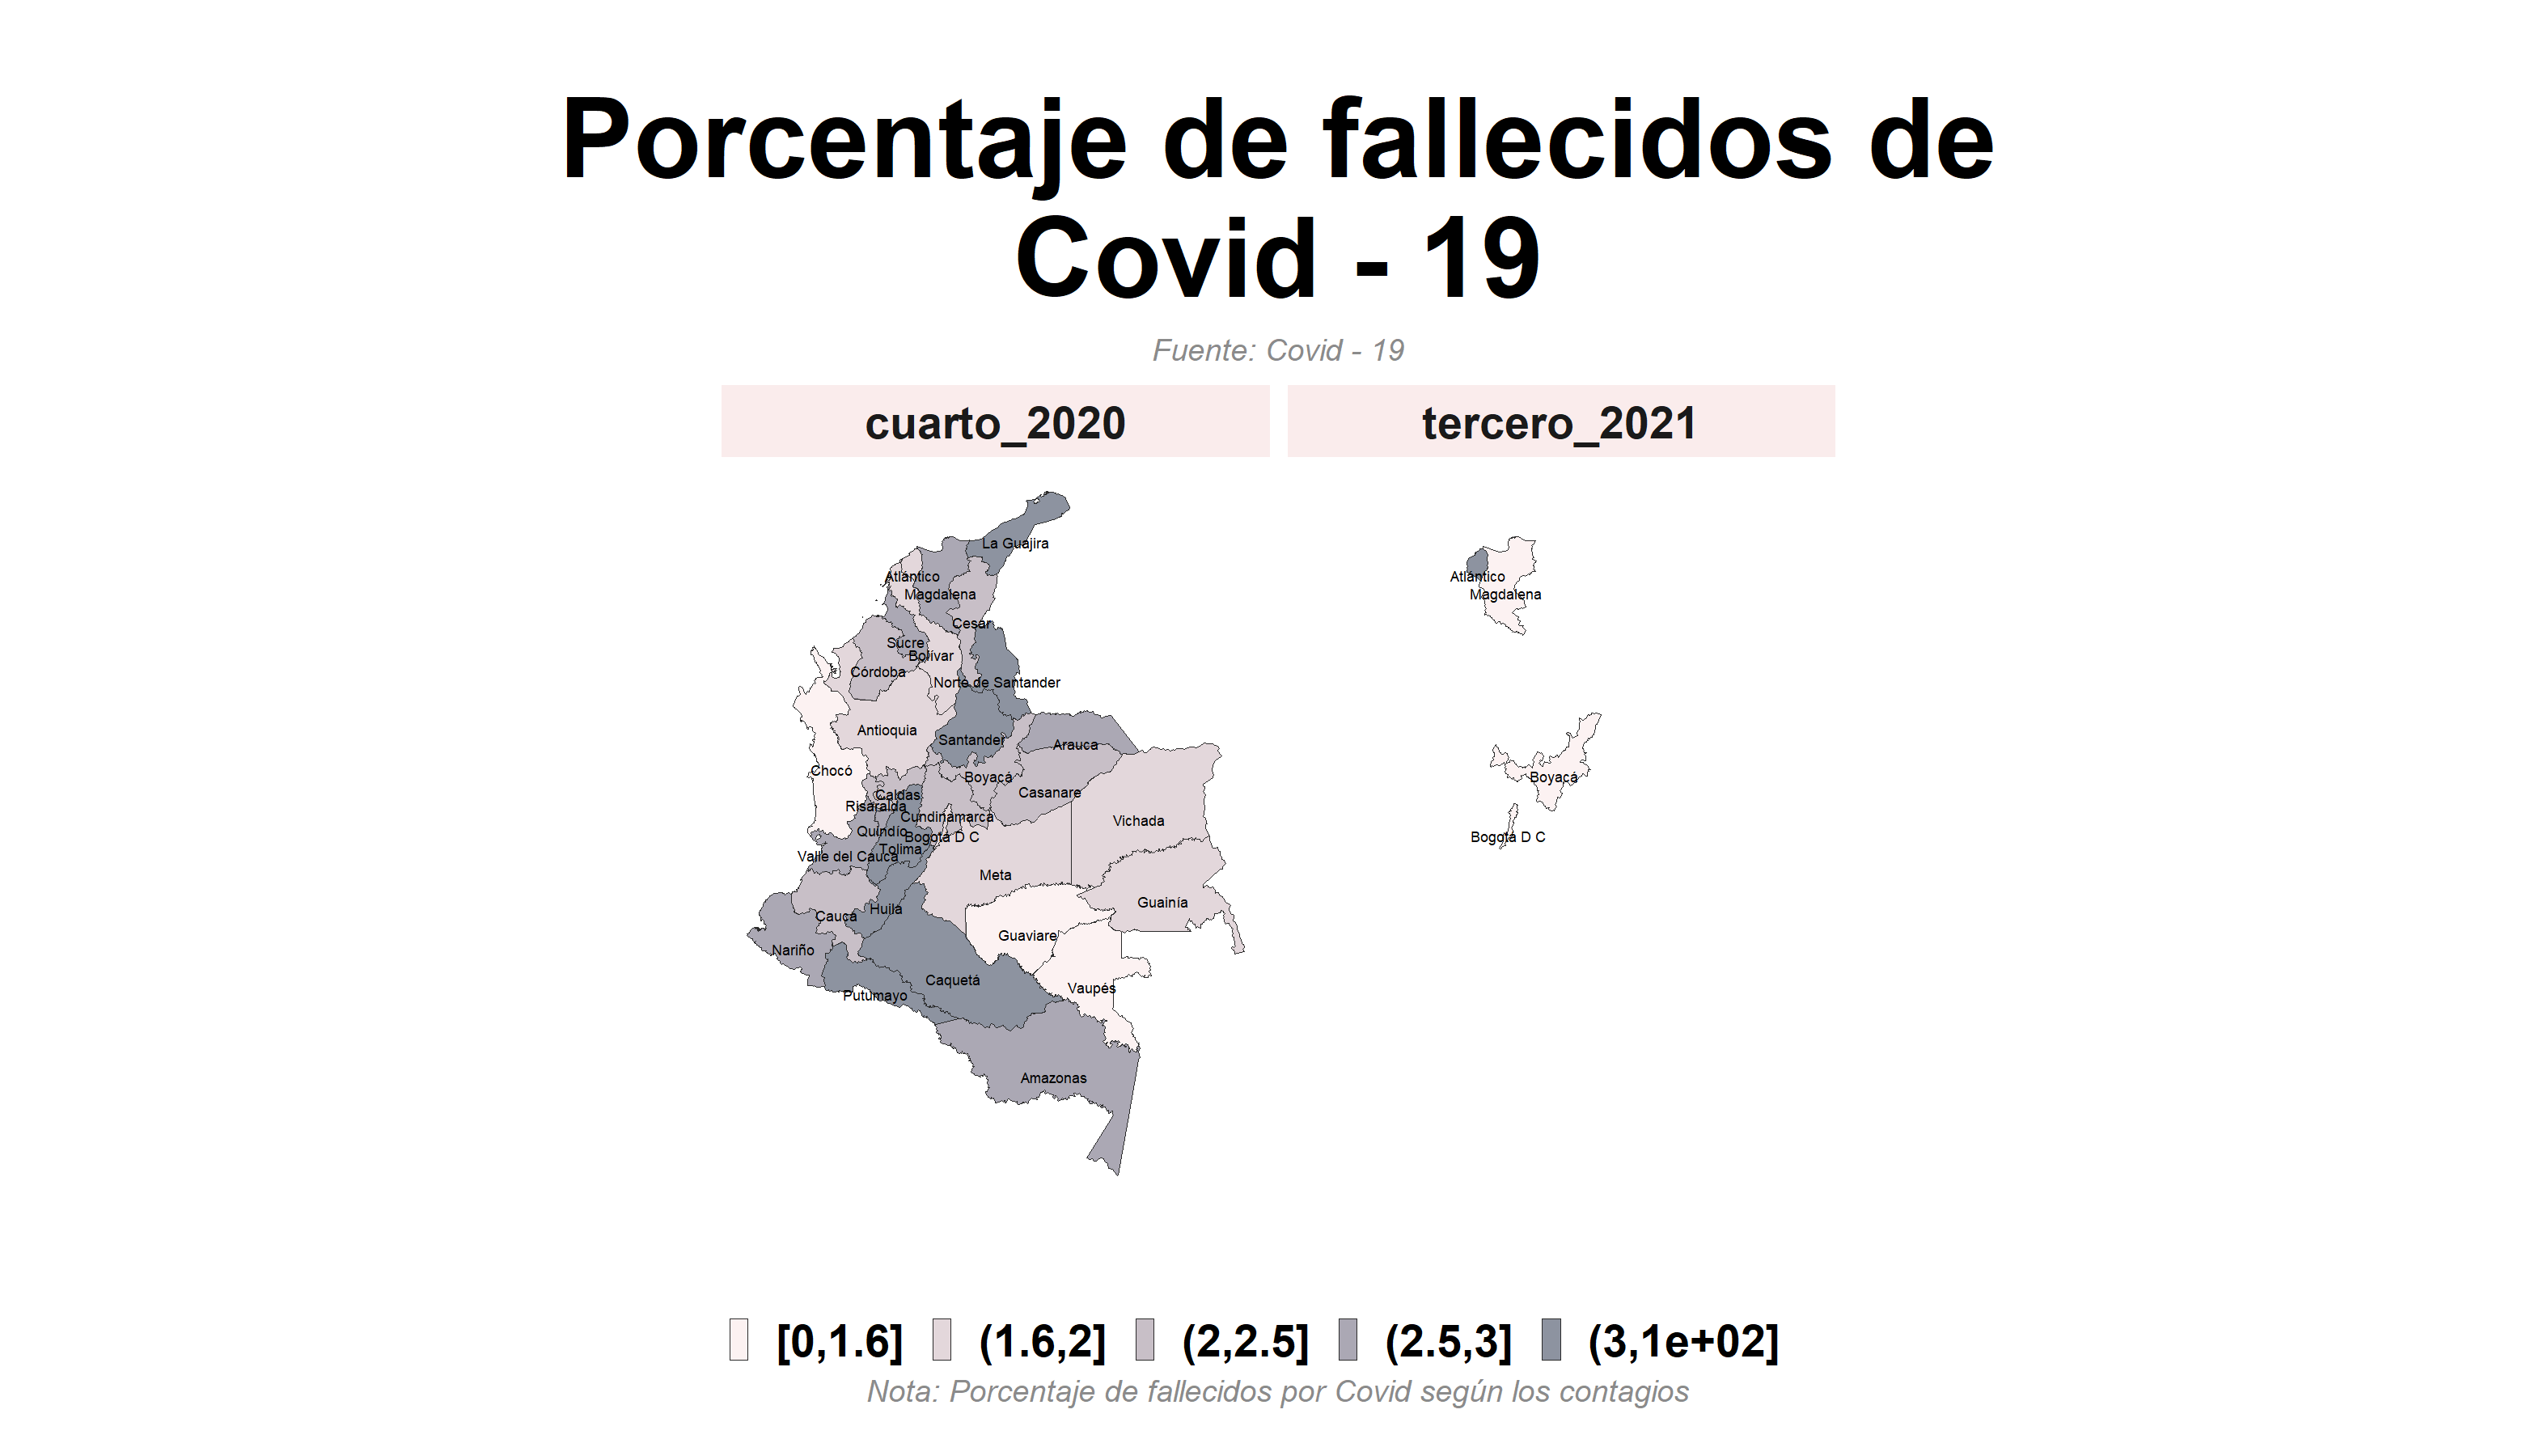 Porcentaje de fallecidos de
Covid - 19
Fuente: Covid - 19
cuarto_2020
tercero_2021
La Guajira
Atlántico
Magdalena
Cesar
Sucre
Bolívar
Córdoba
Norte de Santander
Antioquia
Santander
Arauca
Chocó
Boyacá
Casanare
Caldas
Risaralda
Cundinamarca
Vichada
Quindío
Bogotá D C
Tolima
Valle del Cauca
Meta
Guainía
Huila
Cauca
Guaviare
Nariño
Caquetá
Vaupés
Putumayo
Amazonas
Atlántico
Magdalena
Boyacá
Bogotá D C
[0,1.6]
(1.6,2]
(2,2.5]
(2.5,3]
(3,1e+02]
Nota: Porcentaje de fallecidos por Covid según los contagios